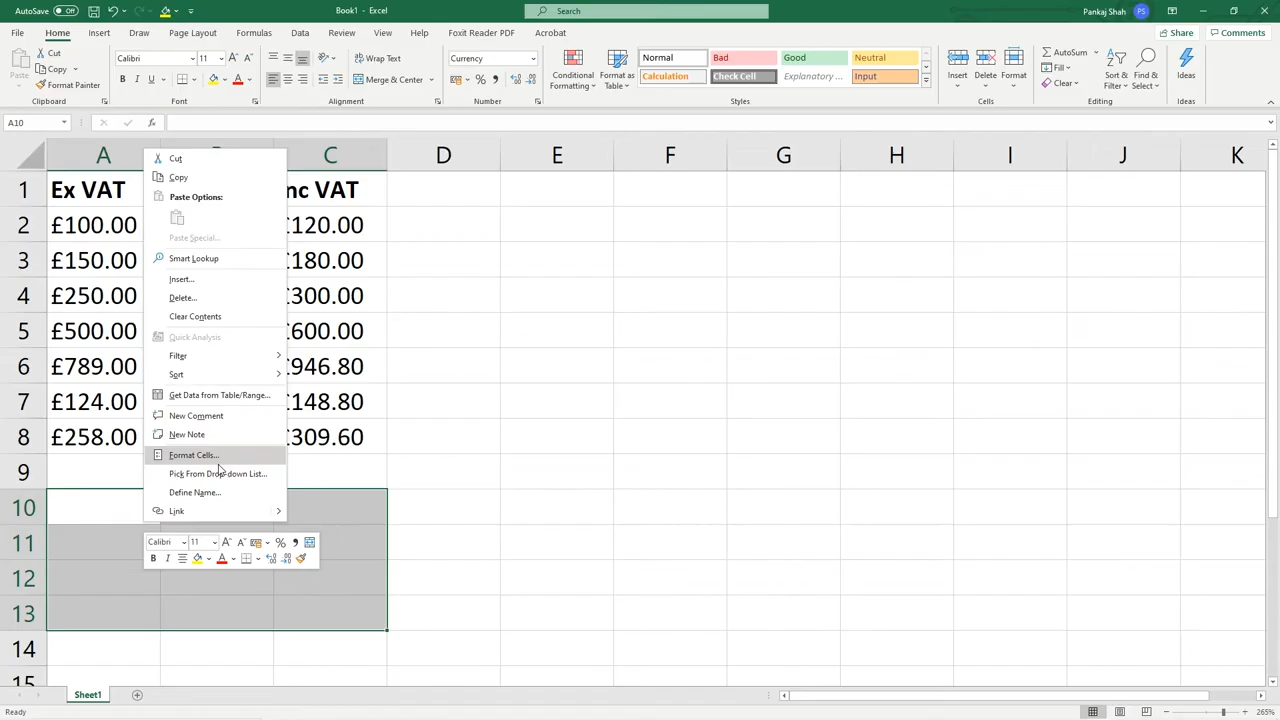 AutoSave Off Book1 - Excel Search Pankaj Shah PS
File Home Insert Draw Page Layout Formulas Data Review View Help Foxit Reader PDF Acrobat Share Comments
Paste
Cut
Copy
Format Painter
Clipboard
Calibri 11
B I U
Font
Wrap Text
Merge & Center
Alignment
Currency
Number
Conditional Formatting
Format as Table
Normal Bad Good Neutral
Calculation Check Cell Explanatory ... Input
Styles
Insert Delete Format
Cells
AutoSum
Fill
Clear
Sort & Filter
Find & Select
Editing
Ideas
Ideas
A10 fx
A C D E F G H I J K
1 Ex VAT nc VAT
2 £100.00 £120.00
3 £150.00 £180.00
4 £250.00 £300.00
5 £500.00 £600.00
6 £789.00 £946.80
7 £124.00 £148.80
8 £258.00 £309.60
9
10
11
12
13
14
15
Cut
Copy
Paste Options:
Paste Special...
Smart Lookup
Insert...
Delete...
Clear Contents
Quick Analysis
Filter
Sort
Get Data from Table/Range...
New Comment
New Note
Format Cells...
Pick From Drop-down List...
Define Name...
Link
Calibri 11 A A % ,
B I A
Sheet1
Ready 265%